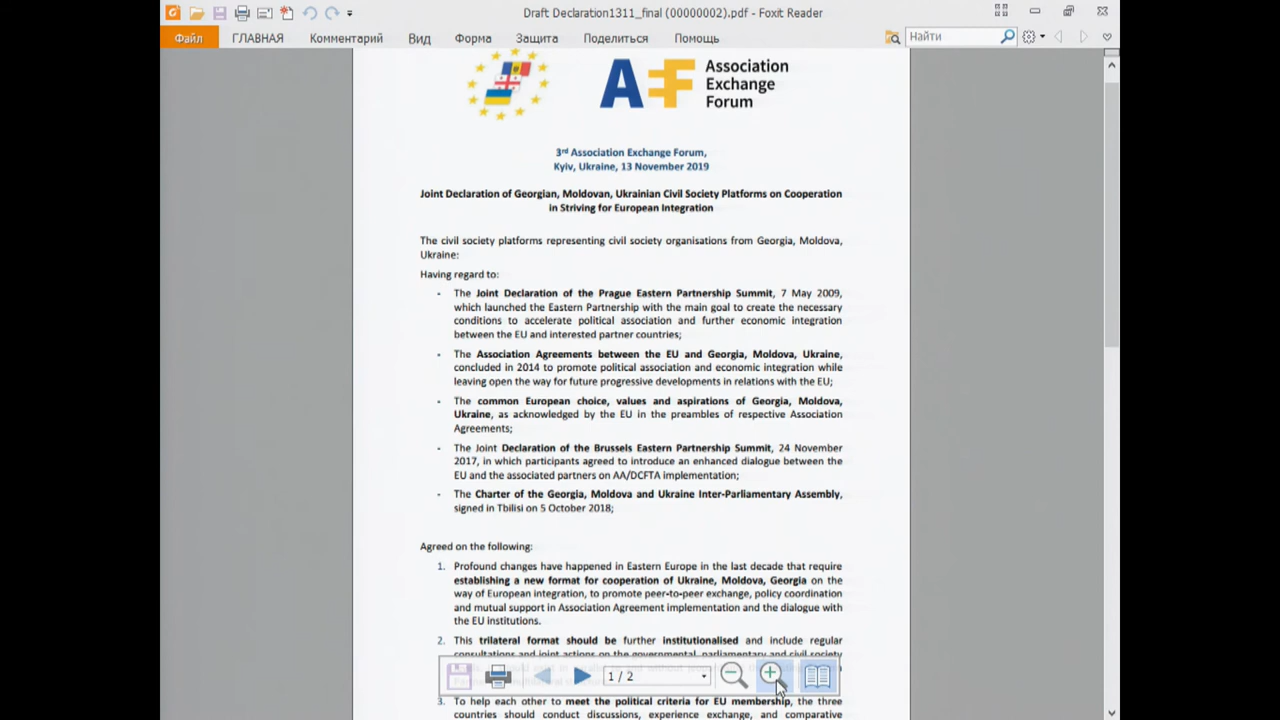 Draft Declaration1311_final (00000002).pdf - Foxit Reader
Файл ГЛАВНАЯ Комментарий Вид Форма Защита Поделиться Помощь Найти
AEF Association
Exchange
Forum
3rd Association Exchange Forum,
Kyiv, Ukraine, 13 November 2019
Joint Declaration of Georgian, Moldovan, Ukrainian Civil Society Platforms on Cooperation
in Striving for European Integration
The civil society platforms representing civil society organisations from Georgia, Moldova,
Ukraine:
Having regard to:
- The Joint Declaration of the Prague Eastern Partnership Summit, 7 May 2009,
which launched the Eastern Partnership with the main goal to create the necessary
conditions to accelerate political association and further economic integration
between the EU and interested partner countries;
- The Association Agreements between the EU and Georgia, Moldova, Ukraine,
concluded in 2014 to promote political association and economic integration while
leaving open the way for future progressive developments in relations with the EU;
- The common European choice, values and aspirations of Georgia, Moldova,
Ukraine, as acknowledged by the EU in the preambles of respective Association
Agreements;
- The Joint Declaration of the Brussels Eastern Partnership Summit, 24 November
2017, in which participants agreed to introduce an enhanced dialogue between the
EU and the associated partners on AA/DCFTA implementation;
- The Charter of the Georgia, Moldova and Ukraine Inter-Parliamentary Assembly,
signed in Tbilisi on 5 October 2018;
Agreed on the following:
1. Profound changes have happened in Eastern Europe in the last decade that require
establishing a new format for cooperation of Ukraine, Moldova, Georgia on the
way of European integration, to promote peer-to-peer exchange, policy coordination
and mutual support in Association Agreement implementation and the dialogue with
the EU institutions.
2. This trilateral format should be further institutionalised and include regular
consultations and joint actions on the governmental, parliamentary and civil society
1 / 2
3. To help each other to meet the political criteria for EU membership, the three
countries should conduct discussions, experience exchange, and comparative